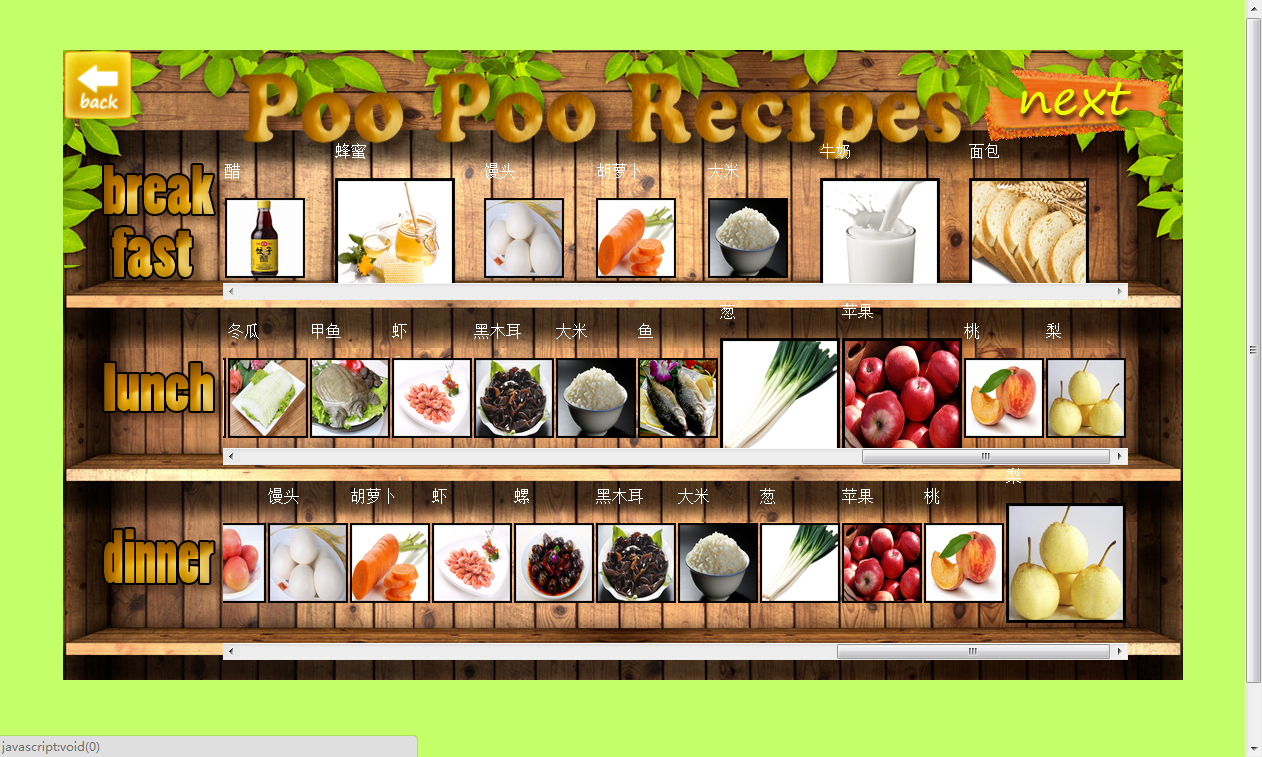 back
Poo Poo Recipes
next
break
fast
醋
蜂蜜
馒头
胡萝卜
大米
牛奶
面包
饺子
醋
lunch
冬瓜
甲鱼
虾
黑木耳
大米
鱼
葱
苹果
桃
梨
dinner
馒头
胡萝卜
虾
螺
黑木耳
大米
葱
苹果
桃
梨
javascript:void(0)